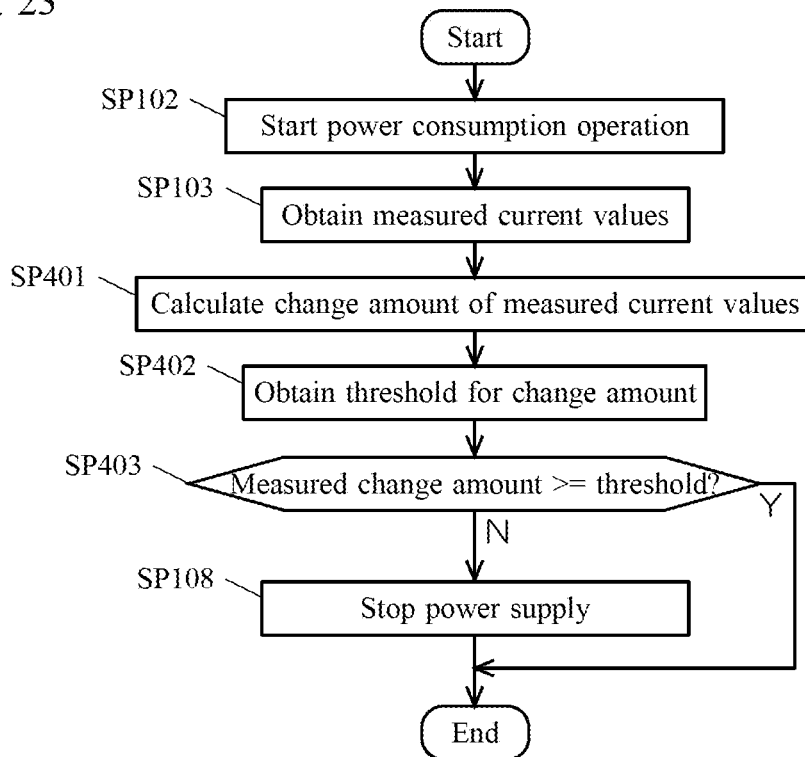 23
Start
SP102
Start power consumption operation
SP103
Obtain measured current values
SP401
Calculate change amount of measured current values
SP402
Obtain threshold for change amount
SP403
Measured change amount >= threshold?
Y
N
SP108
Stop power supply
End